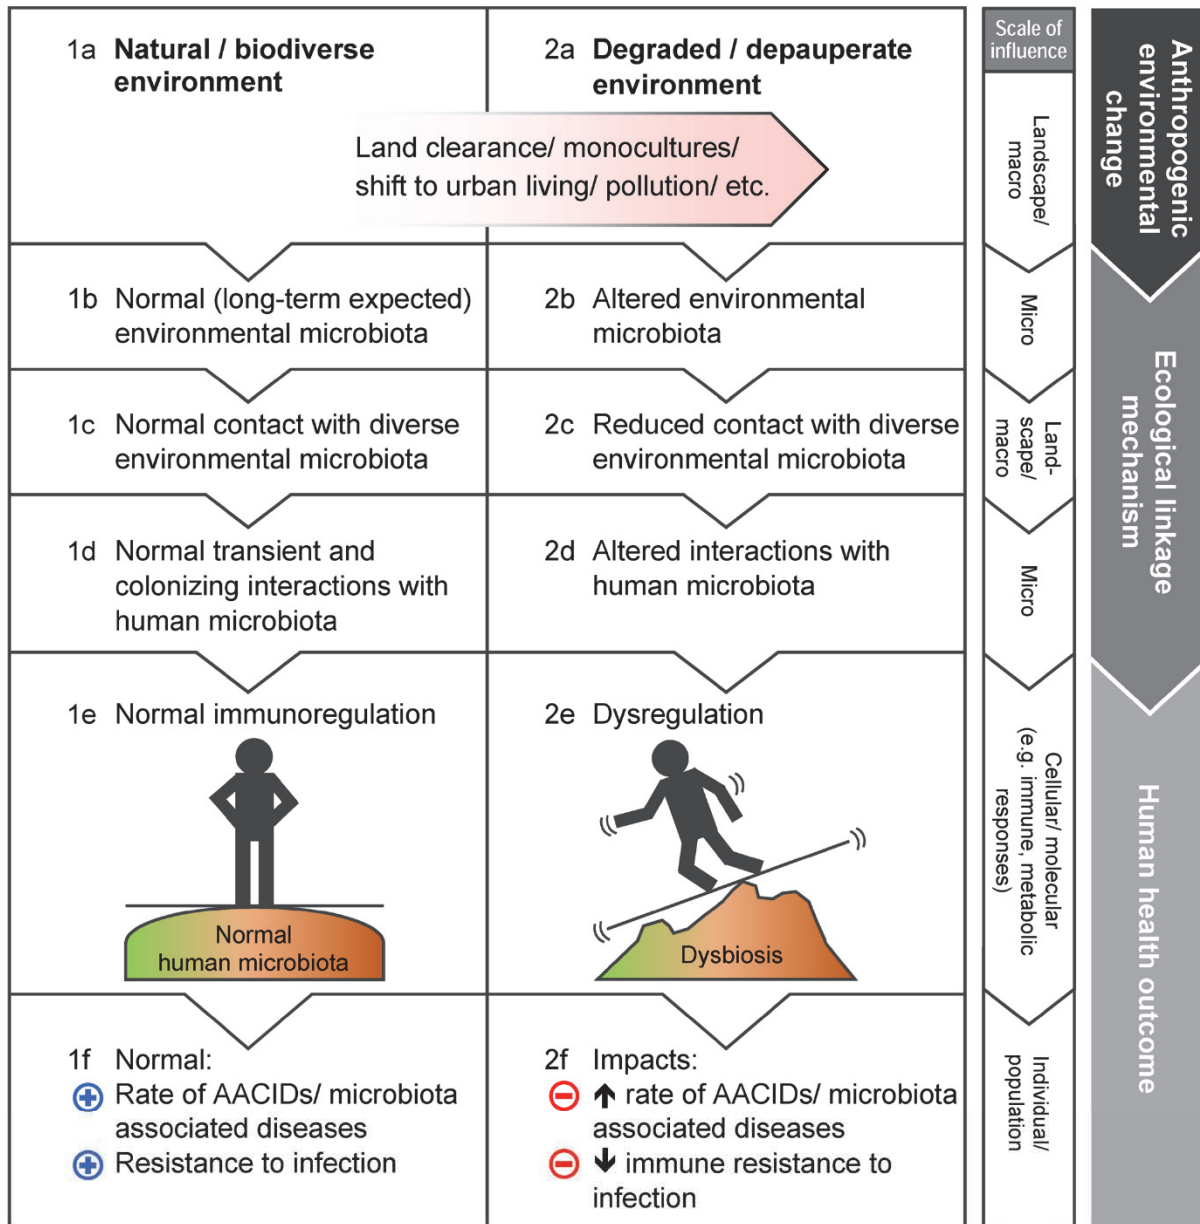 1a Natural / biodiverse
environment
2a Degraded / depauperate
environment
Land clearance/ monocultures/
shift to urban living/ pollution/ etc.
1b Normal (long-term expected)
environmental microbiota
2b Altered environmental
microbiota
1c Normal contact with diverse
environmental microbiota
2c Reduced contact with diverse
environmental microbiota
1d Normal transient and
colonizing interactions with
human microbiota
2d Altered interactions with
human microbiota
1e Normal immunoregulation
Normal
human microbiota
2e Dysregulation
Dysbiosis
1f Normal:
Rate of AACIDs/ microbiota
associated diseases
Resistance to infection
2f Impacts:
↑ rate of AACIDs/ microbiota
associated diseases
↓ immune resistance to
infection
Scale of
influence
Landscape/
macro
Micro
Land-
scape/
macro
Micro
Cellular/ molecular
(e.g. immune, metabolic
responses)
Individual/
population
Anthropogenic
environmental
change
Ecological linkage
mechanism
Human health outcome